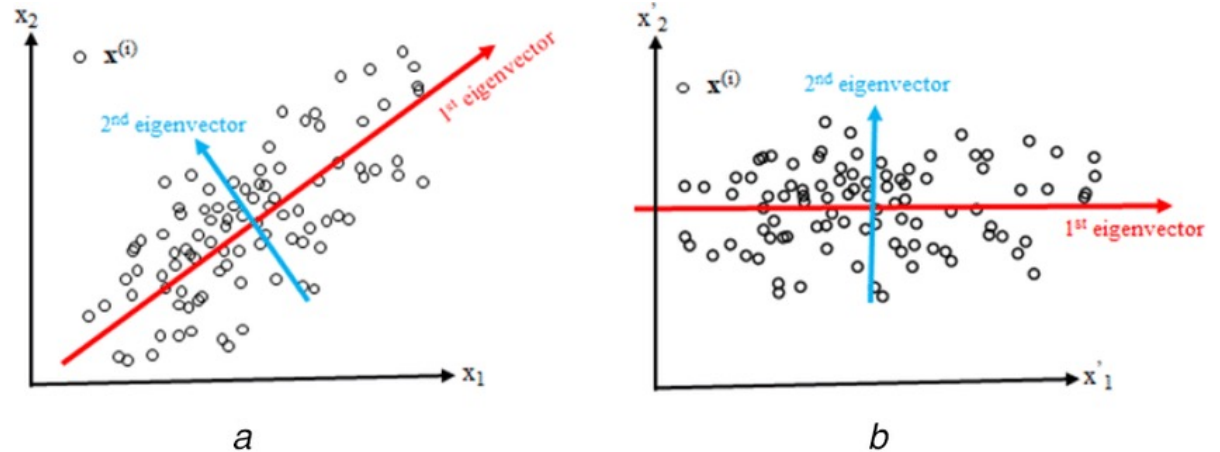 x₂
x⁽ⁱ⁾
2ⁿᵈ eigenvector
1ˢᵗ eigenvector
x₁
a
x'₂
x⁽ⁱ⁾
2ⁿᵈ eigenvector
1ˢᵗ eigenvector
x'₁
b